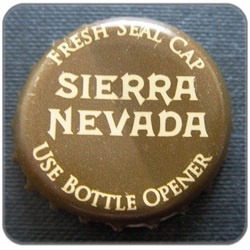 Fresh Seal Cap
SIERRA
NEVADA
Use Bottle Opener